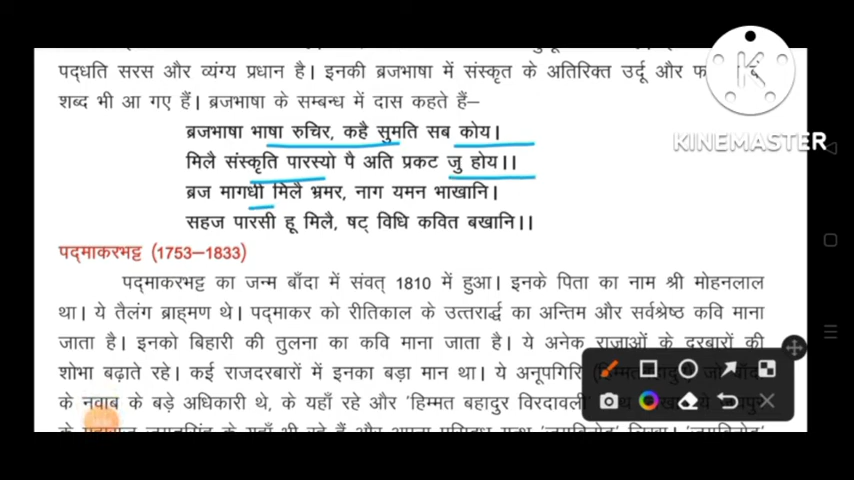 पद्धति सरस और व्यंग्य प्रधान है। इनकी ब्रजभाषा में संस्कृत के अतिरिक्त उर्दू और
शब्द भी आ गए हैं। ब्रजभाषा के सम्बन्ध में दास कहते हैं–
ब्रजभाषा भाषा रुचिर, कहै सुमति सब कोय।
मिलै संस्कृति पारस्यो पै अति प्रकट जु होय।।
ब्रज मागधी मिलै भ्रमर, नाग यमन भाखानि।
सहज पारसी हू मिलै, षट् विधि कवित बखानि।।
पद्माकरभट्ट (1753–1833)
पद्माकरभट्ट का जन्म बाँदा में संवत् 1810 में हुआ। इनके पिता का नाम श्री मोहनलाल
था। ये तैलंग ब्राह्मण थे। पद्माकर को रीतिकाल के उत्तरार्द्ध का अन्तिम और सर्वश्रेष्ठ कवि माना
जाता है। इनको बिहारी की तुलना का कवि माना जाता है। ये अनेक राजाओं के दरबारों की
शोभा बढ़ाते रहे। कई राजदरबारों में इनका बड़ा मान था। ये अनूपगिरि
के नवाब के बड़े अधिकारी थे, के यहाँ रहे और 'हिम्मत बहादुर विरदावली
KINEMASTER